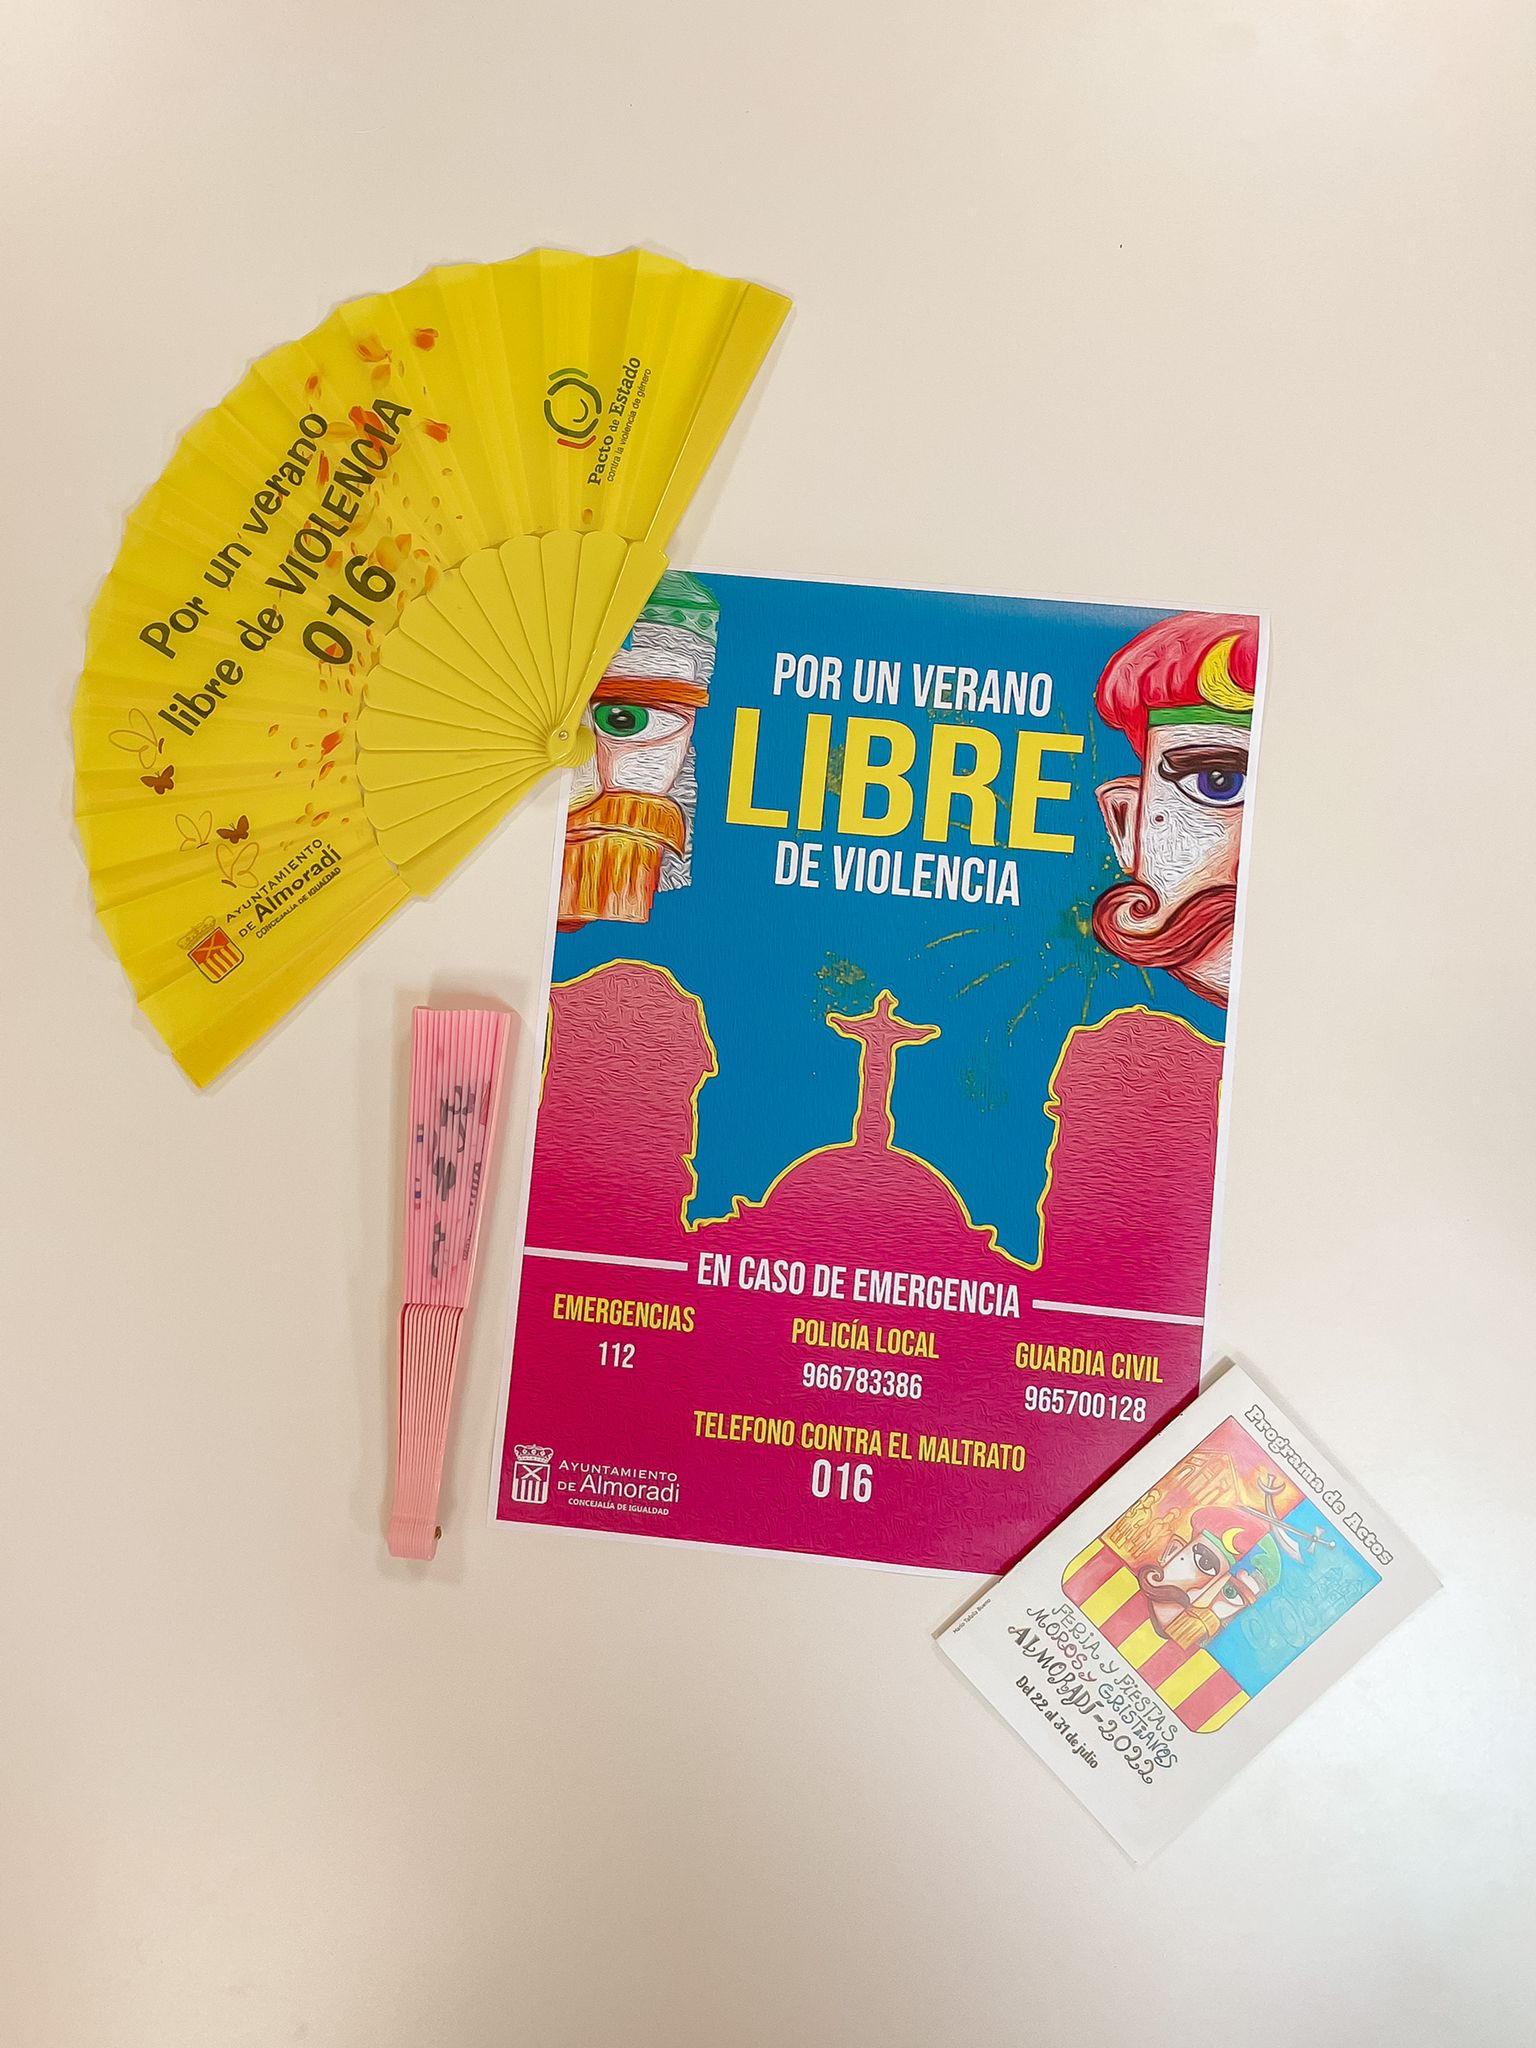 Por un verano
libre de VIOLENCIA
016
Pacto de Estado
contra la violencia de género
AYUNTAMIENTO
DE Almoradí
CONCEJALÍA DE IGUALDAD
POR UN VERANO
LIBRE
DE VIOLENCIA
EN CASO DE EMERGENCIA
EMERGENCIAS
112
POLICÍA LOCAL
966783386
GUARDIA CIVIL
965700128
TELEFONO CONTRA EL MALTRATO
016
AYUNTAMIENTO
DE Almoradí
CONCEJALÍA DE IGUALDAD
Programa de Actos
FERIA Y FIESTAS
MOROS Y CRISTIANOS
ALMORADÍ-2022
Del 22 al 31 de julio